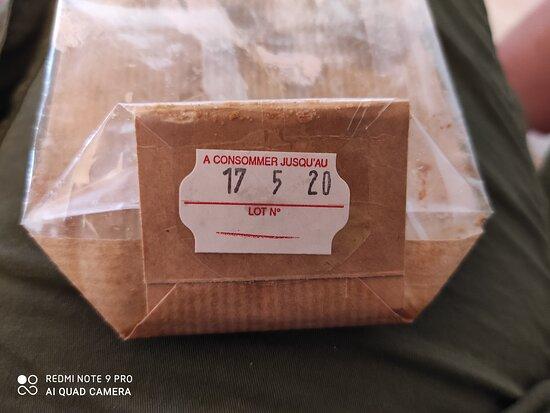 A CONSOMMER JUSQU'AU
17 5 20
LOT N°
REDMI NOTE 9 PRO
AI QUAD CAMERA